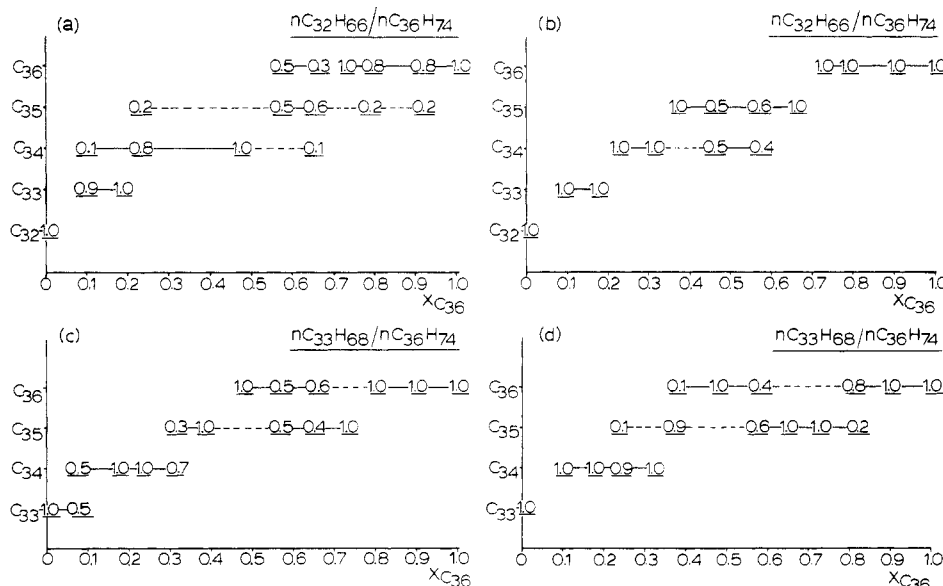 (a)
nC32H66/nC36H74
C36 0.5 0.3 1.0 0.8 0.8 1.0
C35 0.2 0.5 0.6 0.2 0.2
C34 0.1 0.8 1.0 0.1
C33 0.9 1.0
C32 1.0
0 0.1 0.2 0.3 0.4 0.5 0.6 0.7 0.8 0.9 1.0
xC36
(b)
nC32H66/nC36H74
C36 1.0 1.0 1.0 1.0
C35 1.0 0.5 0.6 1.0
C34 1.0 1.0 0.5 0.4
C33 1.0 1.0
C32 1.0
0 0.1 0.2 0.3 0.4 0.5 0.6 0.7 0.8 0.9 1.0
xC36
(c)
nC33H68/nC36H74
C36 1.0 0.5 0.6 1.0 1.0 1.0
C35 0.3 1.0 0.5 0.4 1.0
C34 0.5 1.0 1.0 0.7
C33 1.0 0.5
0 0.1 0.2 0.3 0.4 0.5 0.6 0.7 0.8 0.9 1.0
xC36
(d)
nC33H68/nC36H74
C36 0.1 1.0 0.4 0.8 1.0 1.0
C35 0.1 0.9 0.6 1.0 1.0 0.2
C34 1.0 1.0 0.9 1.0
C33 1.0
0 0.1 0.2 0.3 0.4 0.5 0.6 0.7 0.8 0.9 1.0
xC36